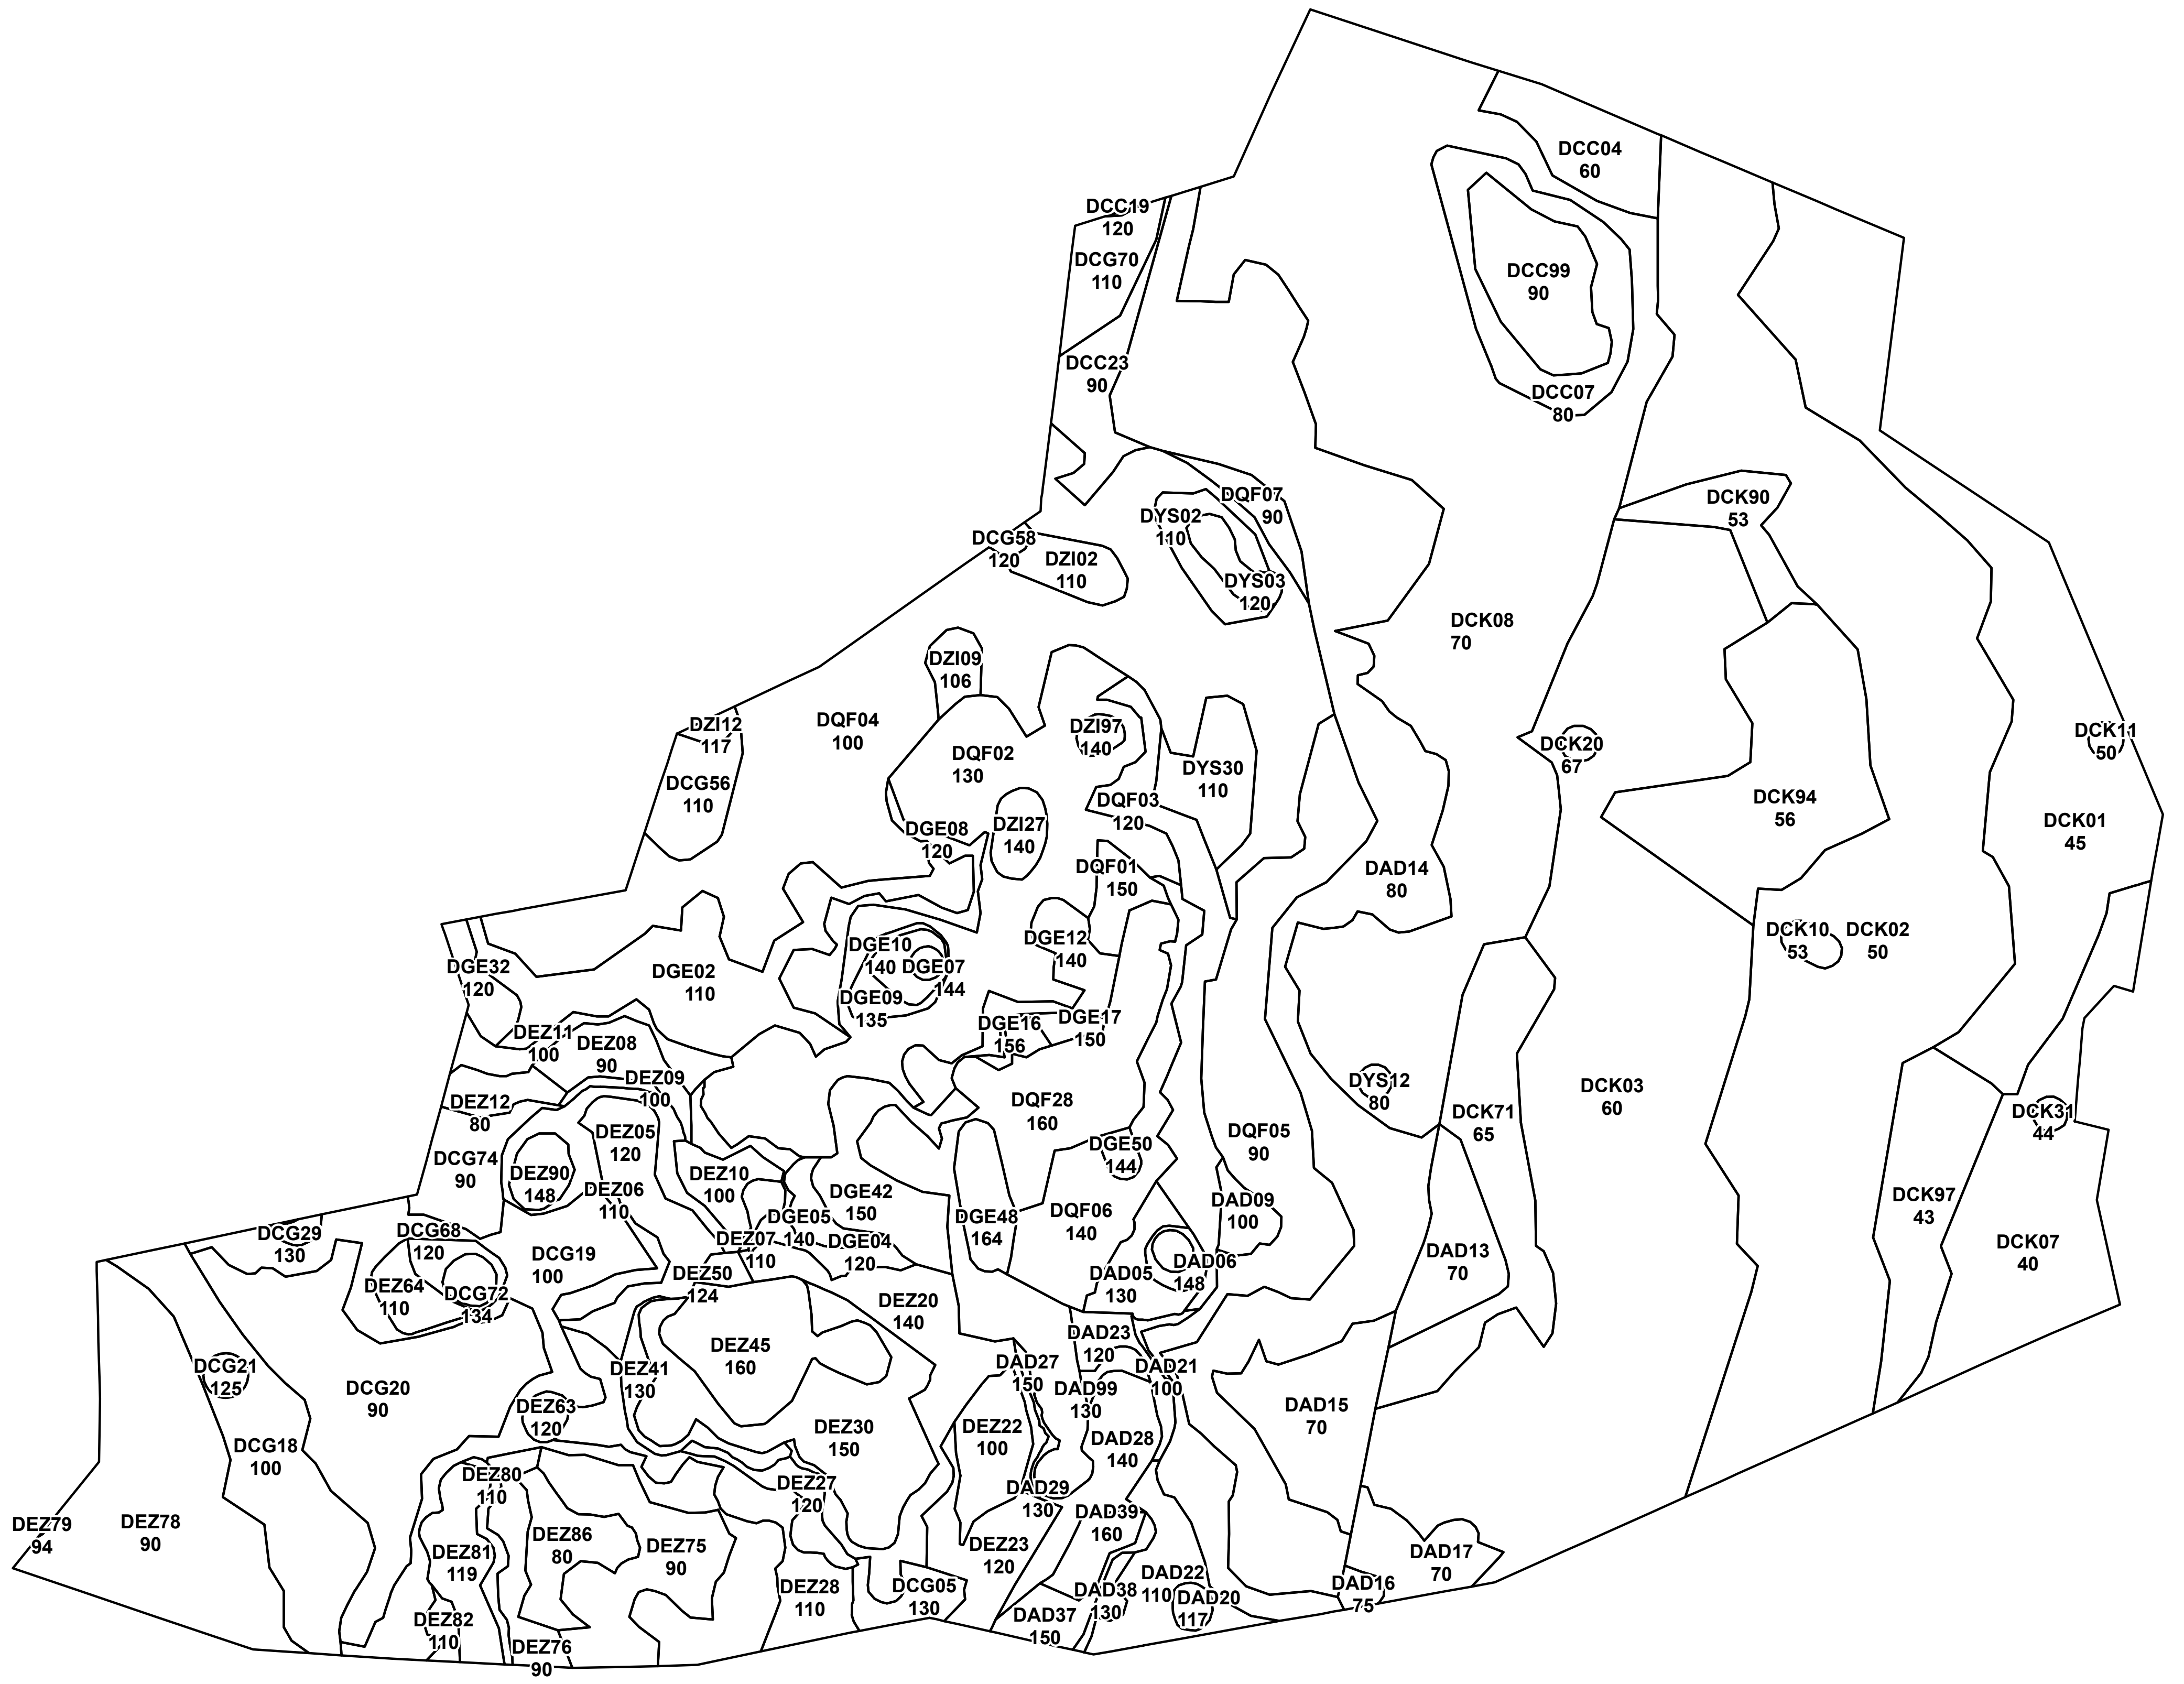 DCC04
60
DCC19
120
DCG70
110
DCC99
90
DCC23
90
DCC07
80
DQF07
90
DCK90
53
DYS02
110
DCG58
120
DZI02
110
DYS03
120
DCK08
70
DZI09
106
DZI12
117
DQF04
100
DZI97
140
DCK11
50
DCK20
67
DQF02
130
DYS30
110
DCG56
110
DQF03
120
DCK94
56
DCK01
45
DGE08
120
DZI27
140
DQF01
150
DAD14
80
DCK10
53
DCK02
50
DGE12
140
DGE10
140
DGE07
144
DGE32
120
DGE02
110
DGE09
135
DGE17
150
DGE16
156
DEZ11
100
DEZ08
90
DEZ09
100
DYS12
80
DCK03
60
DEZ12
80
DQF28
160
DCK71
65
DCK31
44
DEZ05
120
DQF05
90
DGE50
144
DCG74
90
DEZ90
148
DEZ10
100
DEZ06
110
DGE42
150
DCK97
43
DAD09
100
DQF06
140
DGE48
164
DGE05
140
DCG29
130
DCG68
120
DEZ07
110
DGE04
120
DCK07
40
DCG19
100
DAD13
70
DAD06
148
DEZ50
124
DAD05
130
DEZ64
110
DCG72
134
DEZ20
140
DAD23
120
DEZ45
160
DAD27
150
DCG21
125
DAD21
100
DEZ41
130
DCG20
90
DAD99
130
DEZ63
120
DAD15
70
DEZ22
100
DEZ30
150
DAD28
140
DCG18
100
DEZ80
110
DEZ27
120
DAD29
130
DAD39
160
DEZ79
94
DEZ78
90
DEZ86
80
DEZ75
90
DEZ23
120
DEZ81
119
DAD17
70
DAD22
110
DAD16
75
DCG05
130
DEZ28
110
DAD38
130
DAD20
117
DAD37
150
DEZ82
110
DEZ76
90